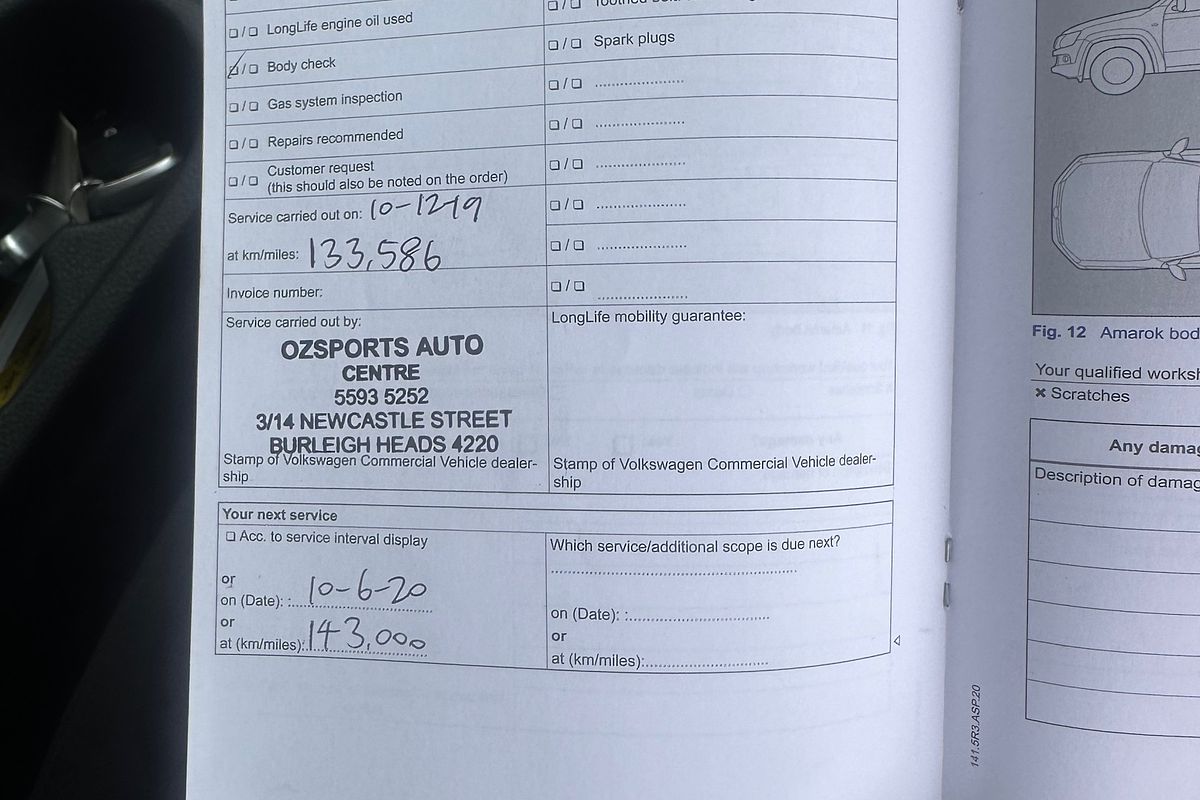 ☐ / ☐ LongLife engine oil used
☑ / ☐ Body check
☐ / ☐ Gas system inspection
☐ / ☐ Repairs recommended
☐ / ☐ Customer request
(this should also be noted on the order)
Service carried out on: 10-12-19
at km/miles: 133,586
Invoice number:
Service carried out by:
OZSPORTS AUTO
CENTRE
5593 5252
3/14 NEWCASTLE STREET
BURLEIGH HEADS 4220
Stamp of Volkswagen Commercial Vehicle dealer-
ship
☐ / ☐ Spark plugs
☐ / ☐ ......................
☐ / ☐ ......................
☐ / ☐ ......................
☐ / ☐ ......................
☐ / ☐ ......................
☐ / ☐ ......................
LongLife mobility guarantee:
Stamp of Volkswagen Commercial Vehicle dealer-
ship
Your next service
☐ Acc. to service interval display
or
on (Date): : 10-6-20
or
at (km/miles): 143,000
Which service/additional scope is due next?
on (Date): :
or
at (km/miles):
141.5R3.ASP.20
Fig. 12 Amarok bod
Your qualified worksh
× Scratches
Any damag
Description of damag